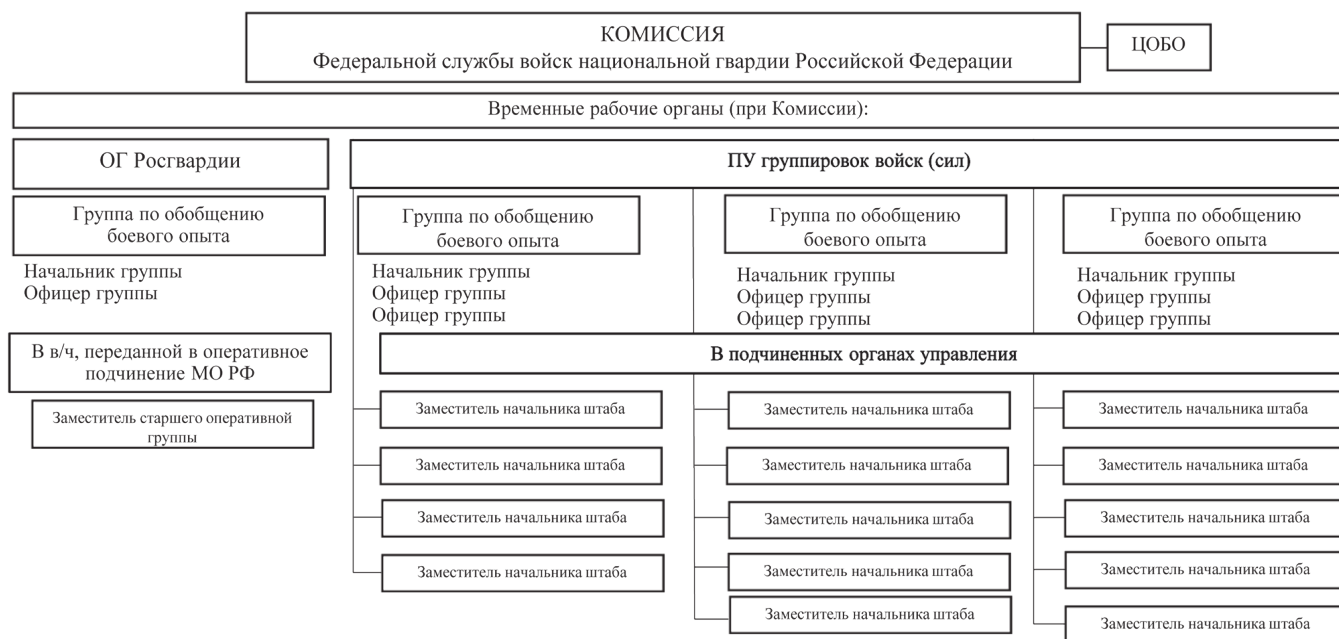 КОМИССИЯ
Федеральной службы войск национальной гвардии Российской Федерации
ЦОБО
Временные рабочие органы (при Комиссии):
ОГ Росгвардии
Группа по обобщению
боевого опыта
Начальник группы
Офицер группы
В в/ч, переданной в оперативное
подчинение МО РФ
Заместитель старшего оперативной
группы
ПУ группировок войск (сил)
Группа по обобщению
боевого опыта
Начальник группы
Офицер группы
Офицер группы
Группа по обобщению
боевого опыта
Начальник группы
Офицер группы
Офицер группы
Группа по обобщению
боевого опыта
Начальник группы
Офицер группы
Офицер группы
В подчиненных органах управления
Заместитель начальника штаба
Заместитель начальника штаба
Заместитель начальника штаба
Заместитель начальника штаба
Заместитель начальника штаба
Заместитель начальника штаба
Заместитель начальника штаба
Заместитель начальника штаба
Заместитель начальника штаба
Заместитель начальника штаба
Заместитель начальника штаба
Заместитель начальника штаба
Заместитель начальника штаба
Заместитель начальника штаба